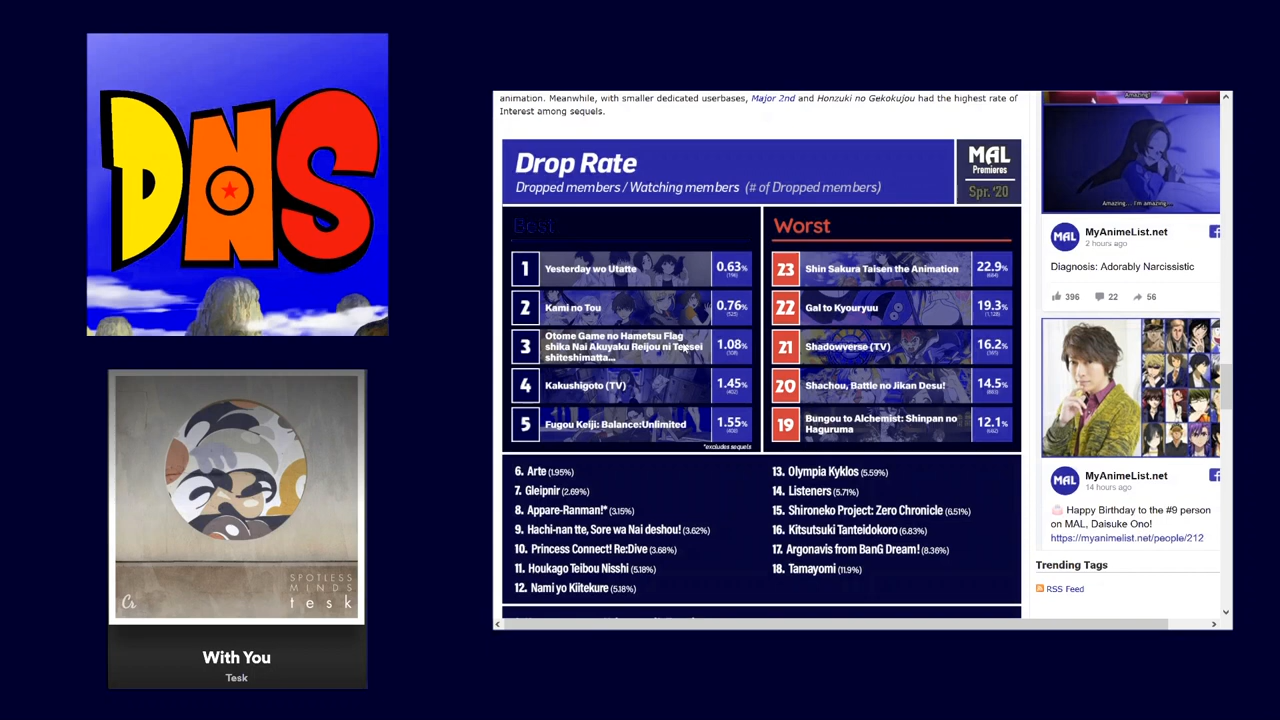 DNS
SPOTLESS
MINDS
tesk
Cr
With You
Tesk
animation. Meanwhile, with smaller dedicated userbases, Major 2nd and Honzuki no Gekokujou had the highest rate of
Interest among sequels.
Drop Rate
Dropped members / Watching members (# of Dropped members)
MAL
Premieres
Spr. '20
Best
1 Yesterday wo Utatte 0.63%
2 Kami no Tou 0.76%
3 Otome Game no Hametsu Flag
shika Nai Akuyaku Reijou ni Tensei
shiteshimatta... 1.08%
4 Kakushigoto (TV) 1.45%
5 Fugou Keiji: Balance:Unlimited 1.55%
*excludes sequels
Worst
23 Shin Sakura Taisen the Animation 22.9%
22 Gal to Kyouryuu 19.3%
(1,128)
21 Shadowverse (TV) 16.2%
20 Shachou, Battle no Jikan Desu! 14.5%
19 Bungou to Alchemist: Shinpan no
Haguruma 12.1%
6. Arte (1.95%)
7. Gleipnir (2.69%)
8. Appare-Ranman!* (3.15%)
9. Hachi-nan tte, Sore wa Nai deshou! (3.62%)
10. Princess Connect! Re:Dive (3.68%)
11. Houkago Teibou Nisshi (5.18%)
12. Nami yo Kiitekure (5.18%)
13. Olympia Kyklos (5.59%)
14. Listeners (5.71%)
15. Shironeko Project: Zero Chronicle (6.51%)
16. Kitsutsuki Tanteidokoro (6.83%)
17. Argonavis from BanG Dream! (8.36%)
18. Tamayomi (11.9%)
Amazing!
Amazing... I'm amazing...
MAL
MyAnimeList.net
2 hours ago
Diagnosis: Adorably Narcissistic
396 22 56
MAL
MyAnimeList.net
14 hours ago
Happy Birthday to the #9 person
on MAL, Daisuke Ono!
https://myanimelist.net/people/212
Trending Tags
RSS Feed